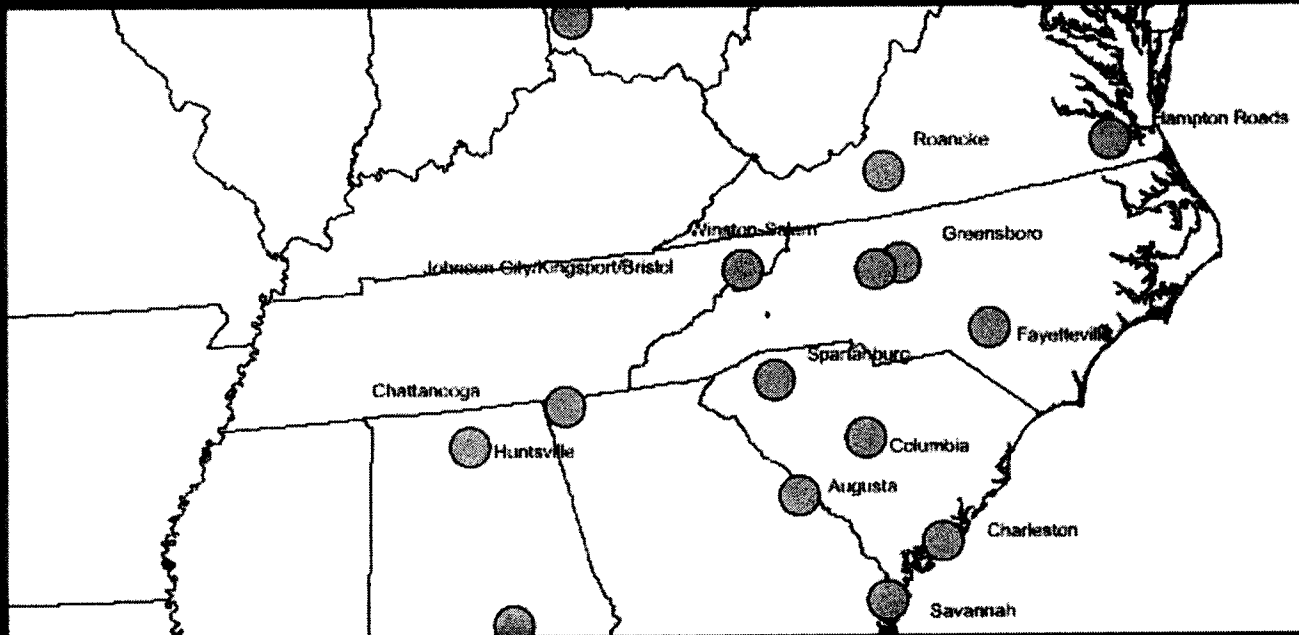 Hampton Roads
Roanoke
Winston-Salem
Greensboro
Johnson City/Kingsport/Bristol
Fayetteville
Spartanburg
Chattanooga
Huntsville
Columbia
Augusta
Charleston
Savannah